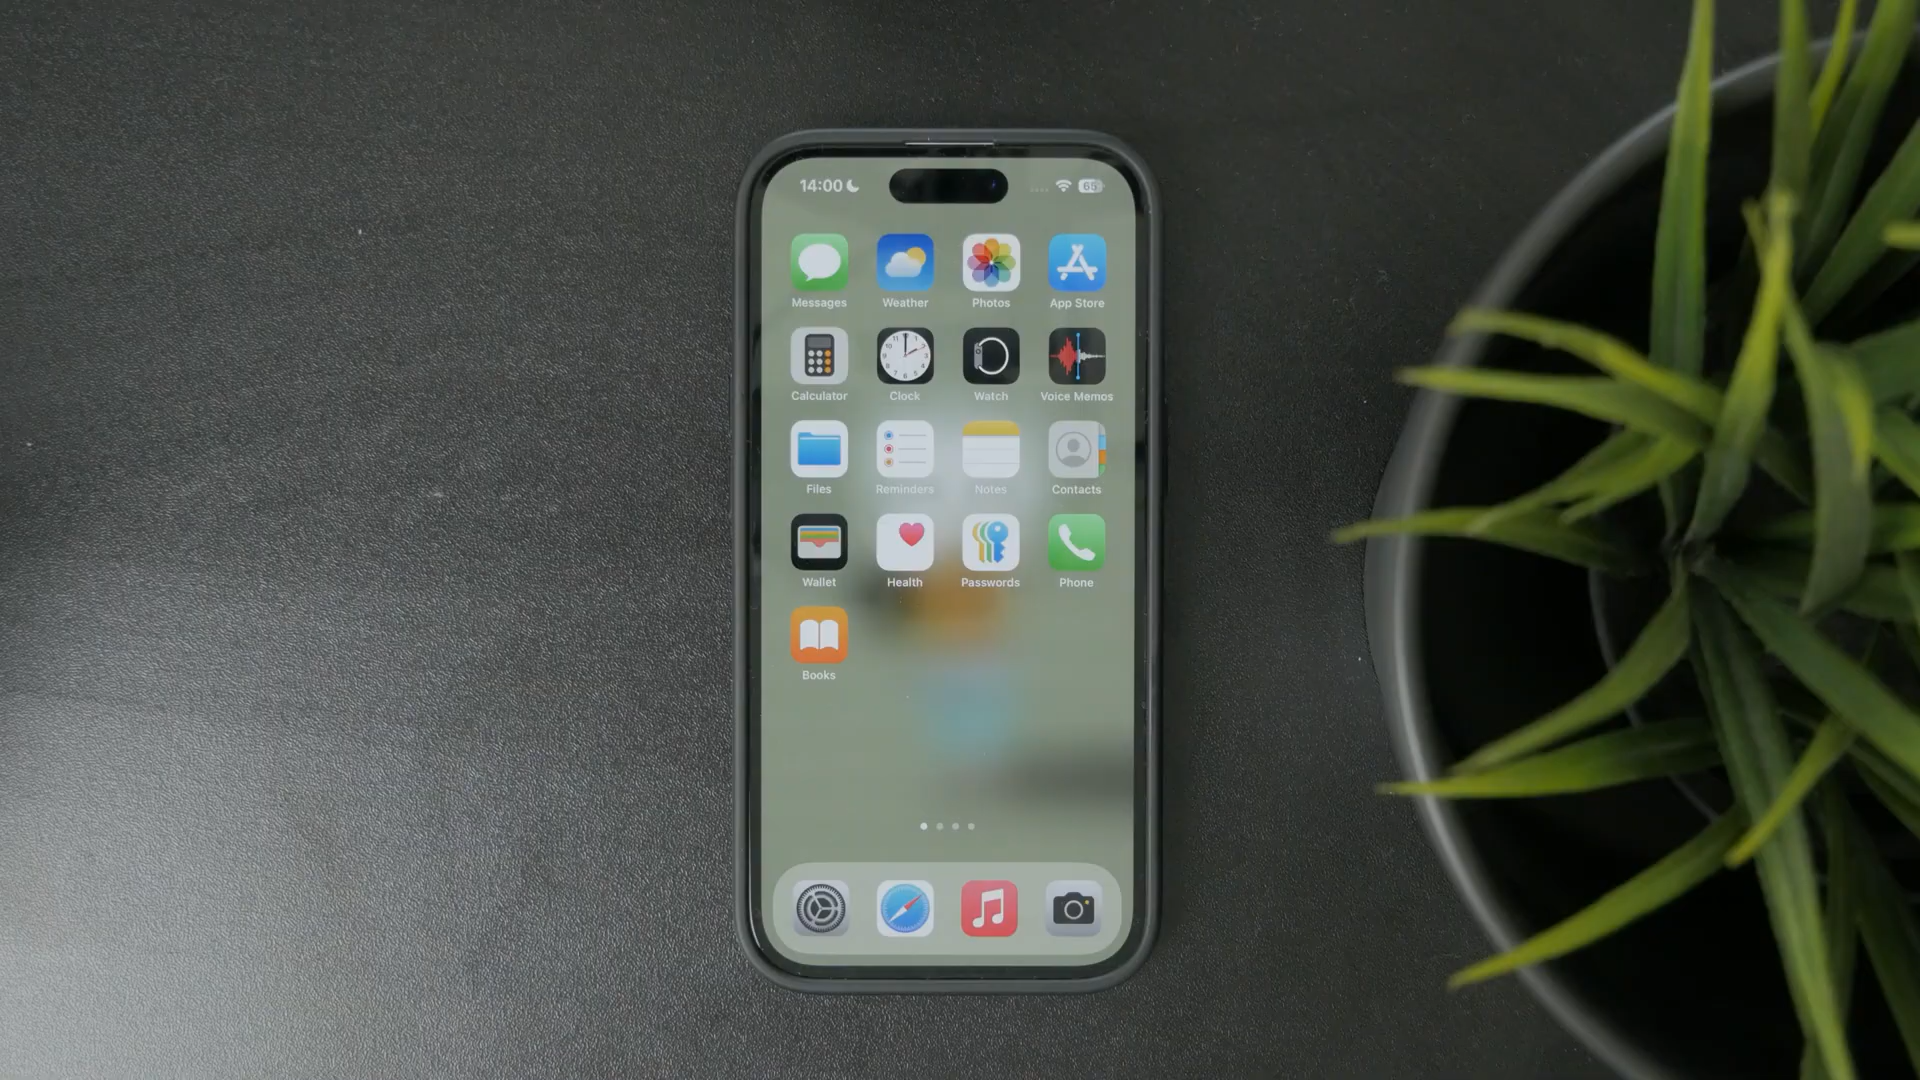 14:00
65
Messages Weather Photos App Store
Calculator Clock Watch Voice Memos
Files Reminders Notes Contacts
Wallet Health Passwords Phone
Books